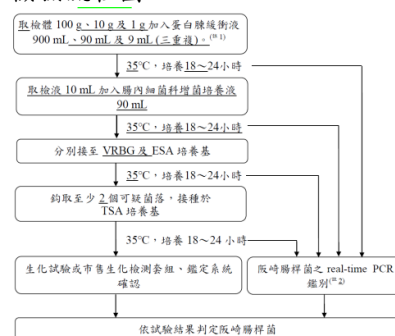 取檢體 100 g、10 g 及 1 g 加入蛋白腖緩衝液
900 mL、90 mL 及 9 mL (三重複)。(註1)
35℃,培養18～24小時
取檢液 10 mL 加入腸內細菌科增菌培養液
90 mL
35℃,培養18～24小時
分別接至 VRBG 及 ESA 培養基
35℃,培養18～24小時
鈎取至少 2 個可疑菌落,接種於
TSA 培養基
35℃,培養 18～24 小時
生化試驗或市售生化檢測套組、鑑定系統
確認
阪崎腸桿菌之 real-time PCR
鑑別(註2)
依試驗結果判定阪崎腸桿菌